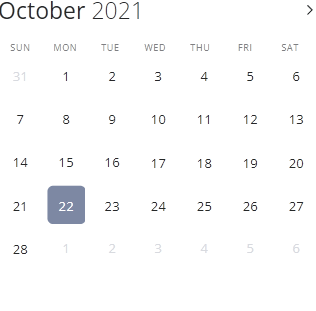 October 2021
SUN MON TUE WED THU FRI SAT
31 1 2 3 4 5 6
7 8 9 10 11 12 13
14 15 16 17 18 19 20
21 22 23 24 25 26 27
28 1 2 3 4 5 6